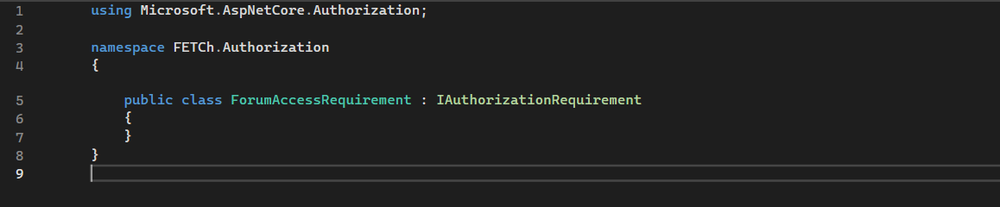 1 using Microsoft.AspNetCore.Authorization;
2
3 namespace FETCh.Authorization
4 {
5 public class ForumAccessRequirement : IAuthorizationRequirement
6 {
7 }
8 }
9